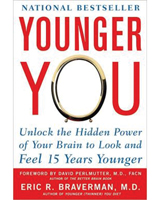 NATIONAL BESTSELLER
YOUNGER
YOU
Unlock the Hidden Power
of Your Brain to Look and
Feel 15 Years Younger
FOREWORD BY DAVID PERLMUTTER, M.D., FACN
AUTHOR OF THE BETTER BRAIN BOOK
ERIC R. BRAVERMAN, M.D.
AUTHOR OF YOUNGER (THINNER) YOU DIET